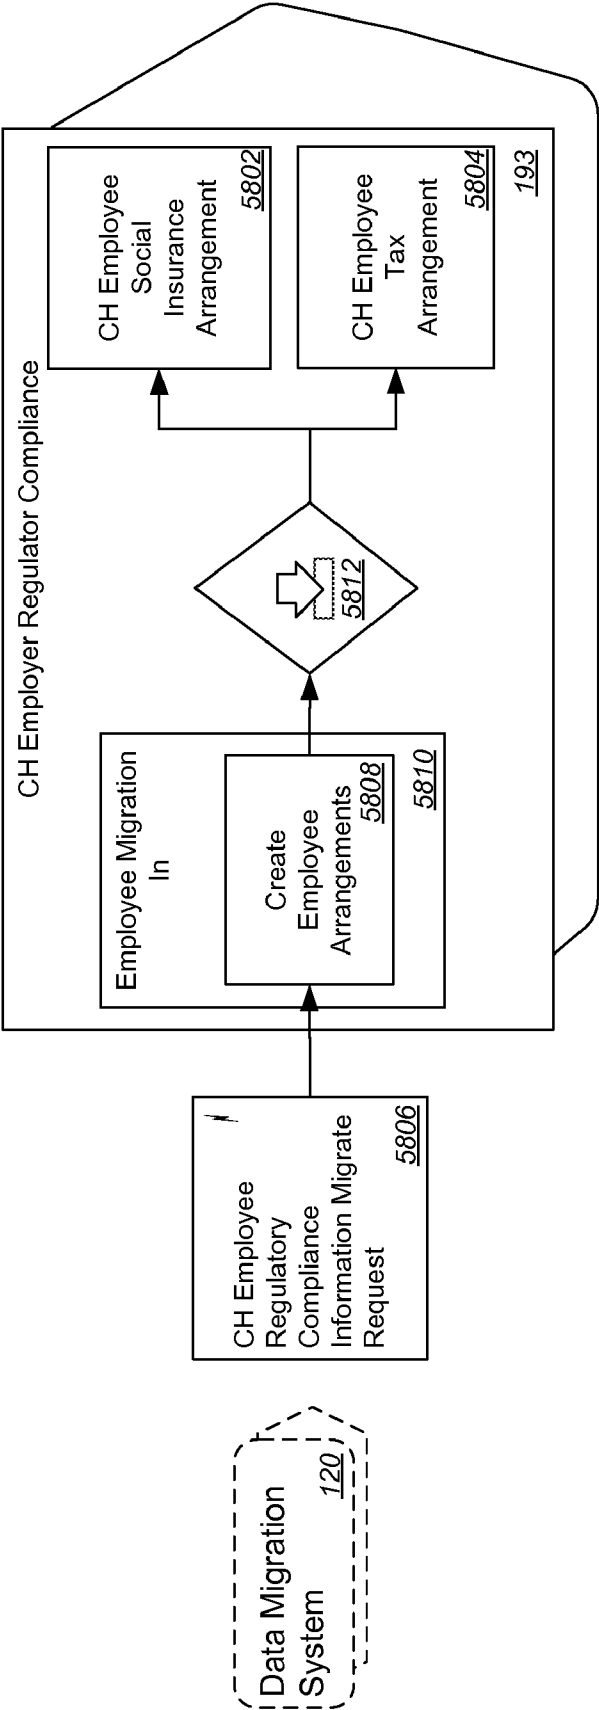 CH Employer Regulator Compliance
193
Data Migration
System
120
CH Employee
Regulatory
Compliance
Information Migrate
Request
5806
Employee Migration
In
5810
Create
Employee
Arrangements
5808
5812
CH Employee
Social
Insurance
Arrangement
5802
CH Employee
Tax
Arrangement
5804